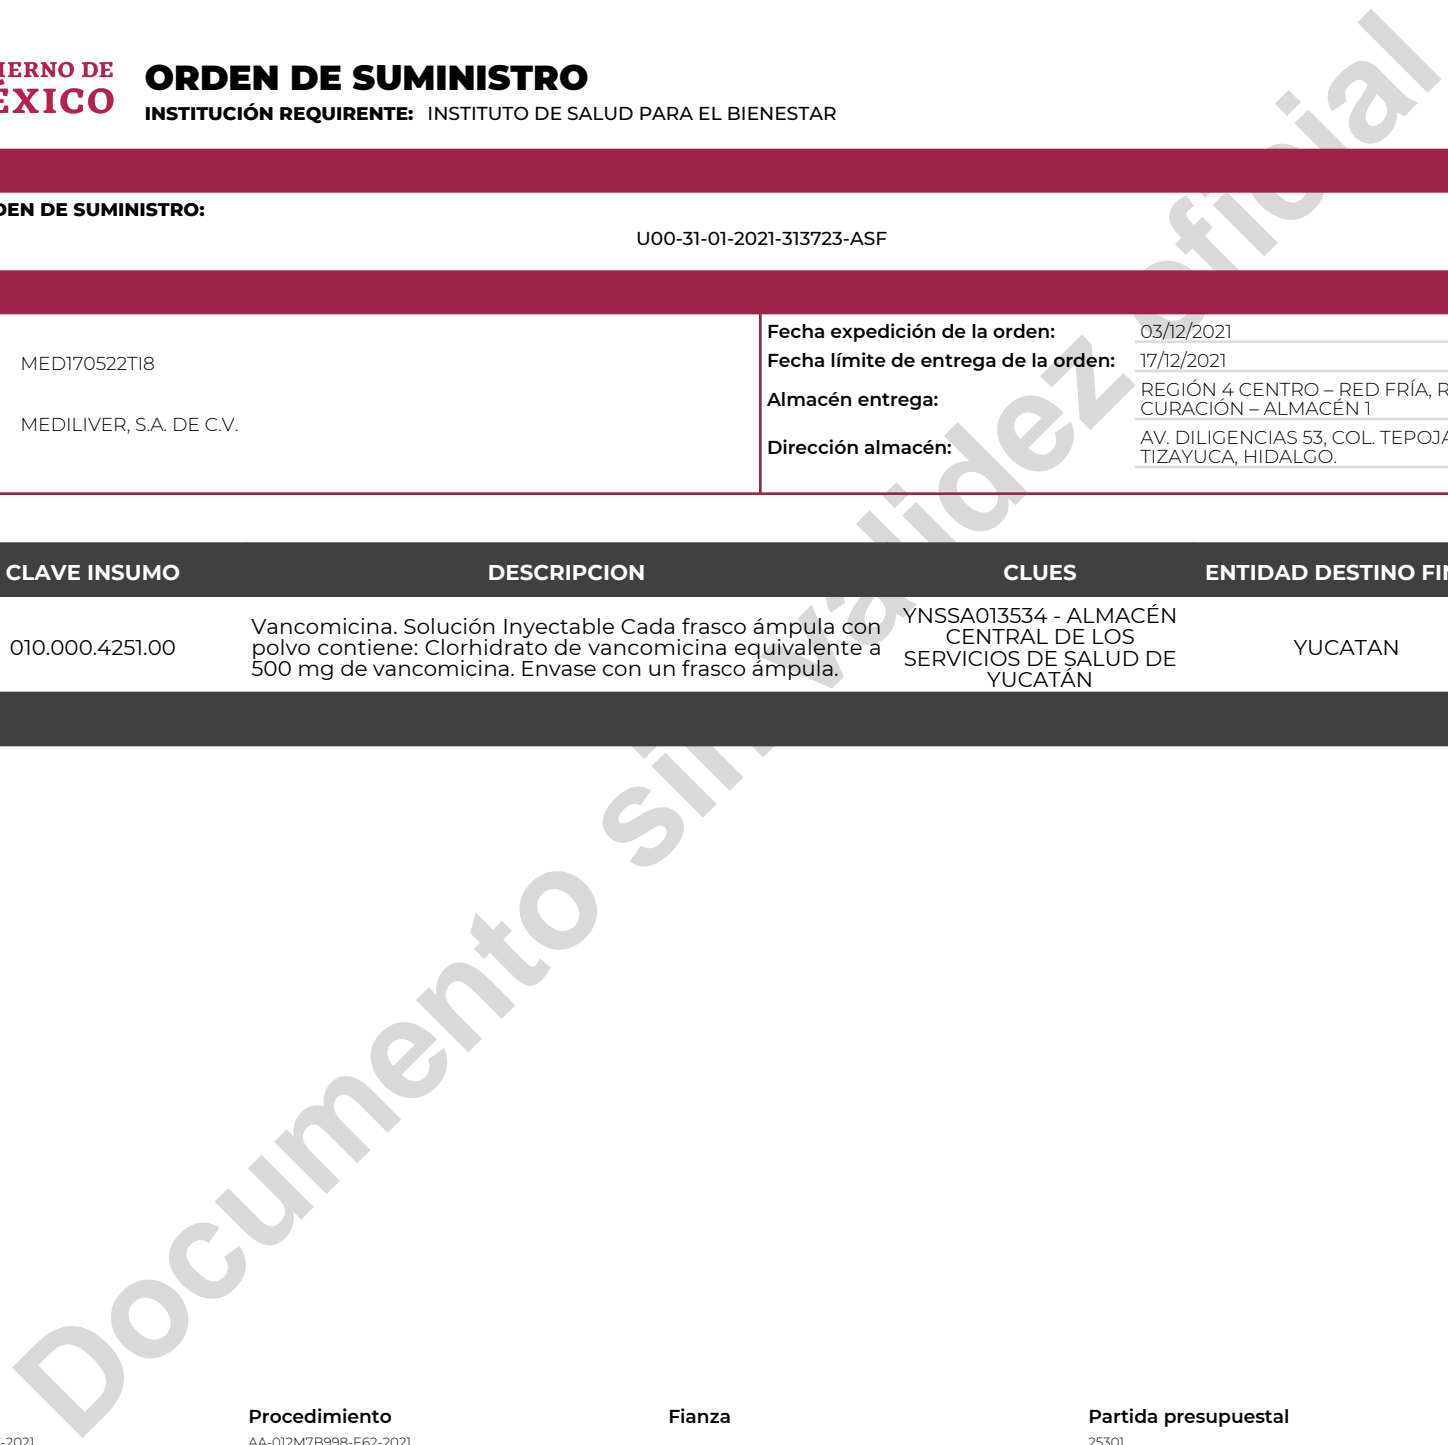 ORDEN DE SUMINISTRO
INSTITUCIÓN REQUIRENTE: INSTITUTO DE SALUD PARA EL BIENESTAR
DE
DE SUMINISTRO:
U00-31-01-2021-313723-ASF
MED170522TI8
MEDILIVER, S.A. DE C.V.
Fecha expedición de la orden: 03/12/2021
Fecha límite de entrega de la orden: 17/12/2021
Almacén entrega: REGIÓN 4 CENTRO – RED FRÍA,
CURACIÓN – ALMACÉN 1
Dirección almacén: AV. DILIGENCIAS 53, COL.
TIZAYUCA, HIDALGO.
CLAVE INSUMO DESCRIPCION CLUES ENTIDAD DESTINO
010.000.4251.00
Vancomicina. Solución Inyectable Cada frasco ámpula con
polvo contiene: Clorhidrato de vancomicina equivalente a
500 mg de vancomicina. Envase con un frasco ámpula.
YNSSA013534 - ALMACÉN
CENTRAL DE LOS
SERVICIOS DE SALUD DE
YUCATÁN
YUCATAN
Documento sin validez oficial
Procedimiento Fianza Partida presupuestal
AA-012M7B998-E62-2021 25301